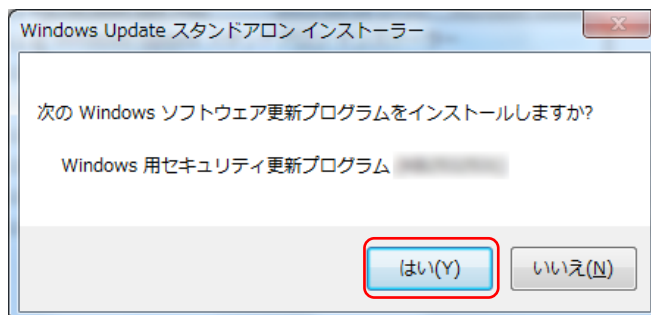 Windows Update スタンドアロン インストーラー
次の Windows ソフトウェア更新プログラムをインストールしますか?
Windows 用セキュリティ更新プログラム
はい(Y)
いいえ(N)